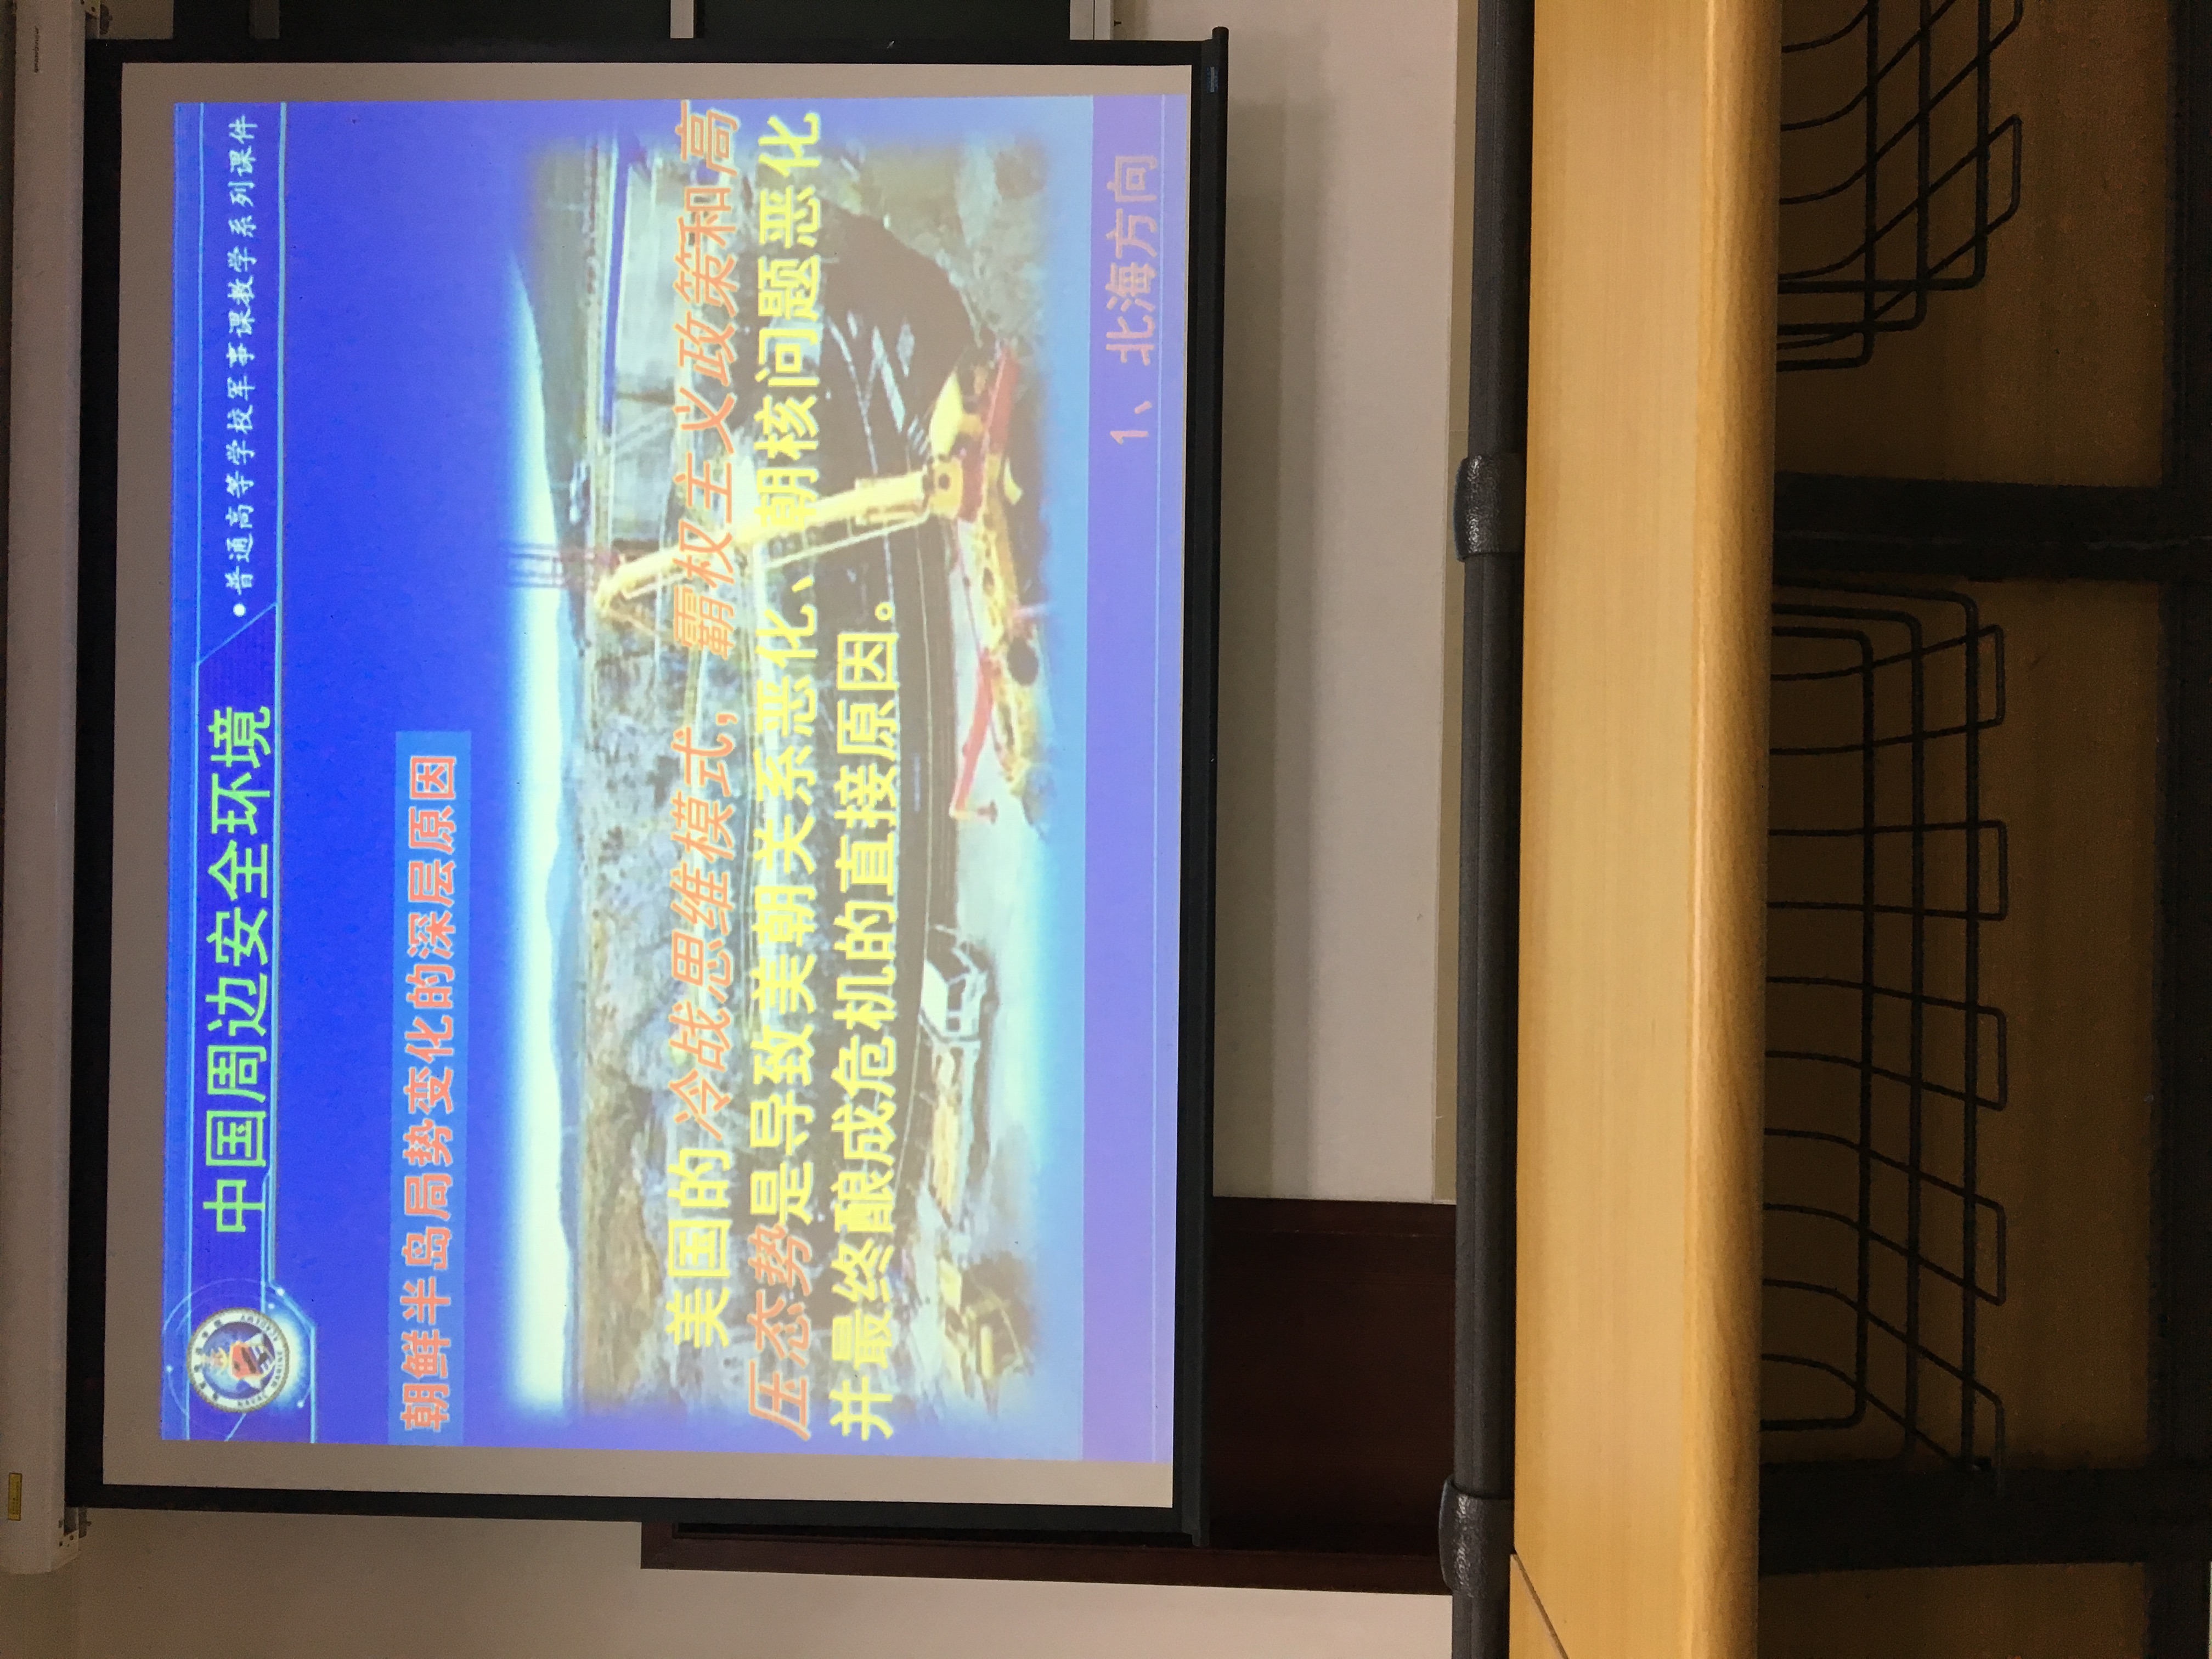 中国周边安全环境
•普通高等学校军事课教学系列课件
朝鲜半岛局势变化的深层原因
美国的冷战思维模式，霸权主义政策和高
压态势是导致美朝关系恶化、朝核问题恶化
并最终酿成危机的直接原因。
1、北海方向